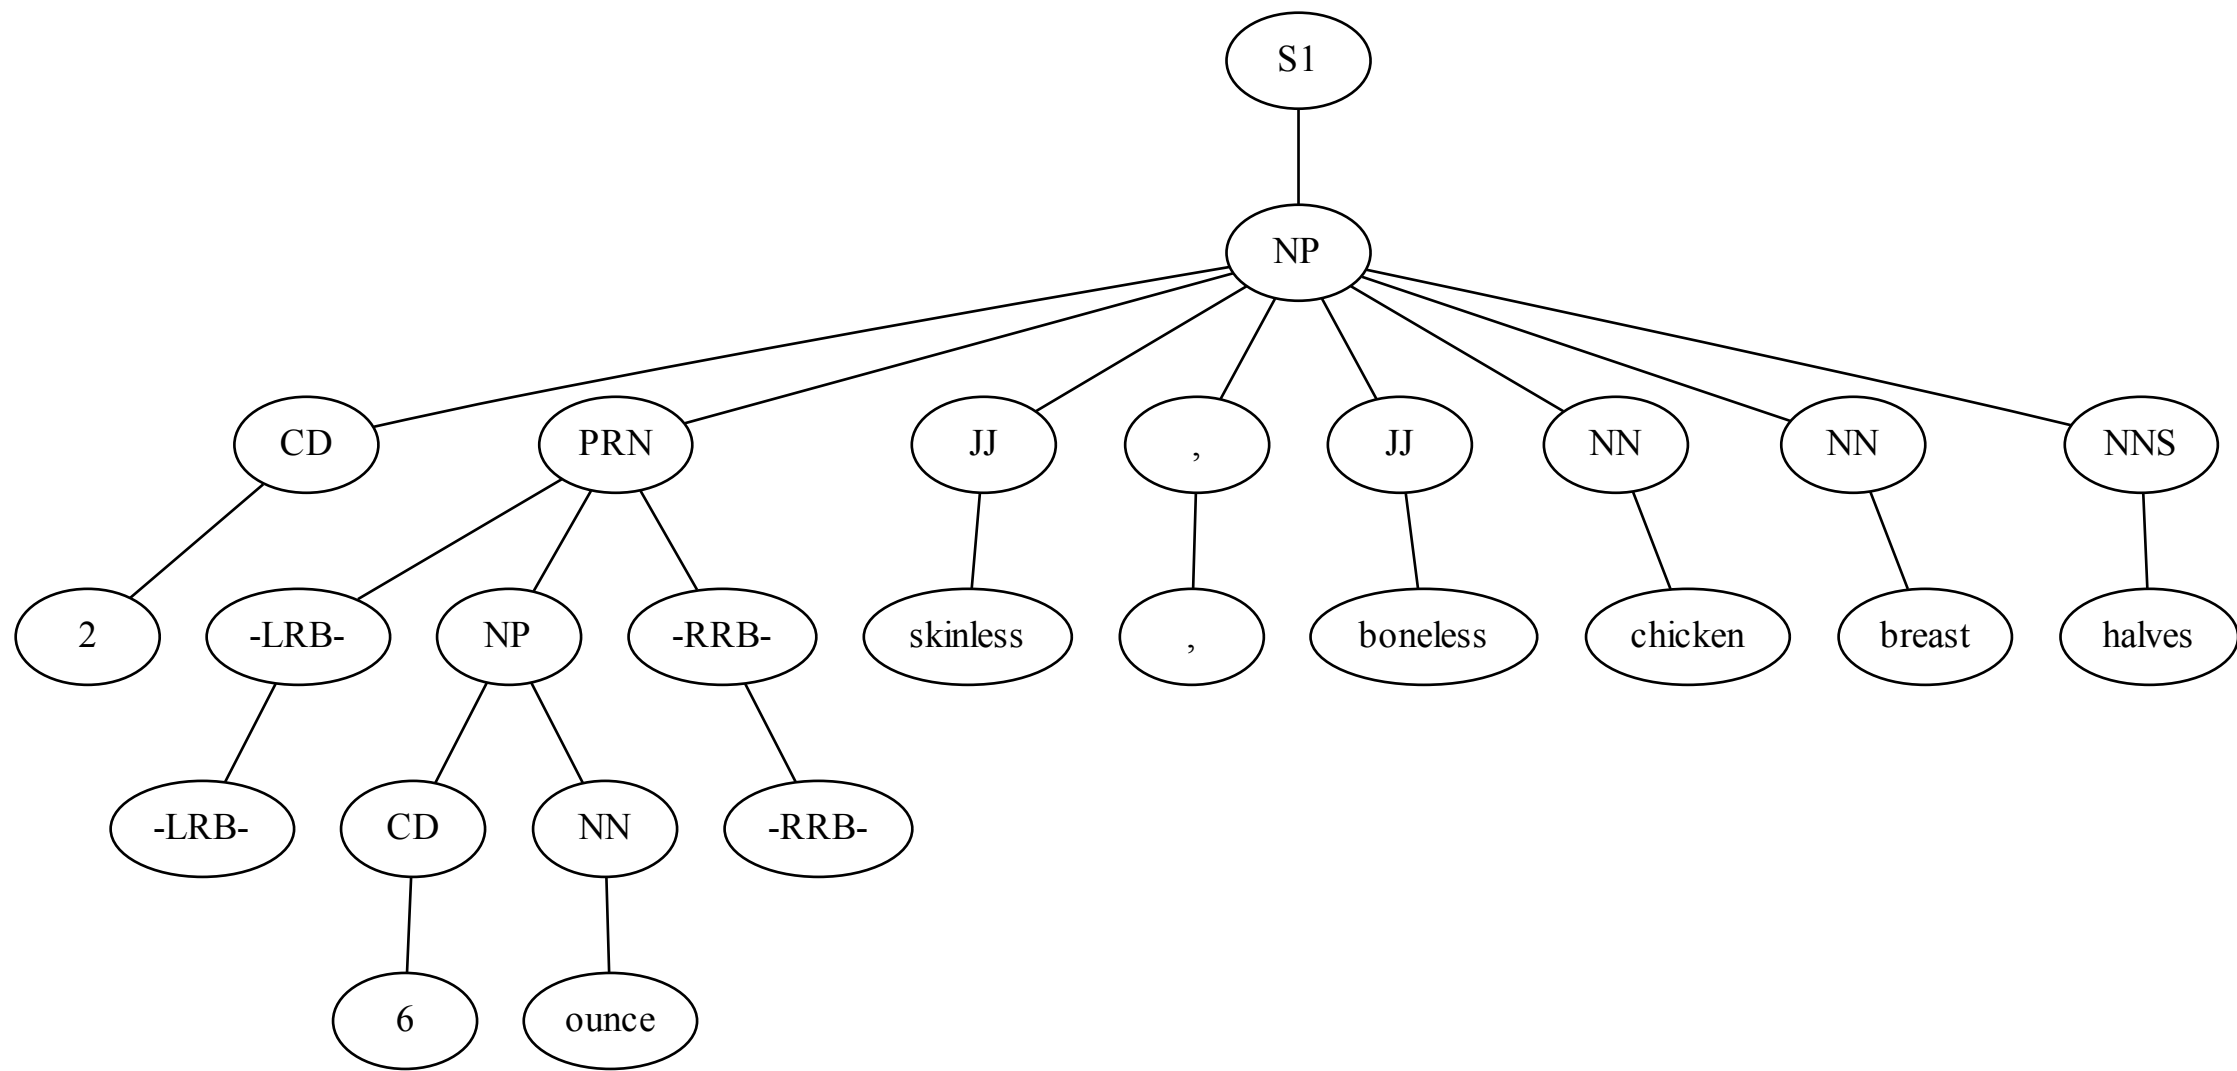 S1
NP
CD PRN JJ , JJ NN NN NNS
2 -LRB- NP -RRB- skinless , boneless chicken breast halves
-LRB- CD NN -RRB-
6 ounce